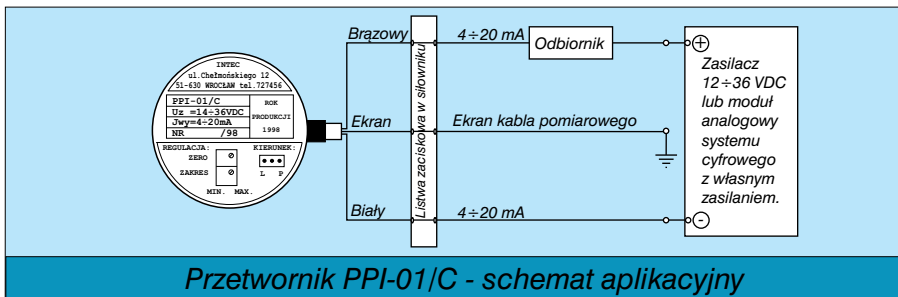 INTEC
ul.Chełmońskiego 12
51-630 WROCŁAW tel.727456
PPI-01/C
Uz =14÷36VDC
Jwy=4÷20mA
NR /98
ROK
PRODUKCJI
1998
REGULACJA:
ZERO
ZAKRES
MIN. MAX.
KIERUNEK:
L P
Brązowy
Ekran
Biały
Listwa zaciskowa w siłowniku
4÷20 mA
Odbiornik
Ekran kabla pomiarowego
4÷20 mA
+
-
Zasilacz
12÷36 VDC
lub moduł
analogowy
systemu
cyfrowego
z własnym
zasilaniem.
Przetwornik PPI-01/C - schemat aplikacyjny